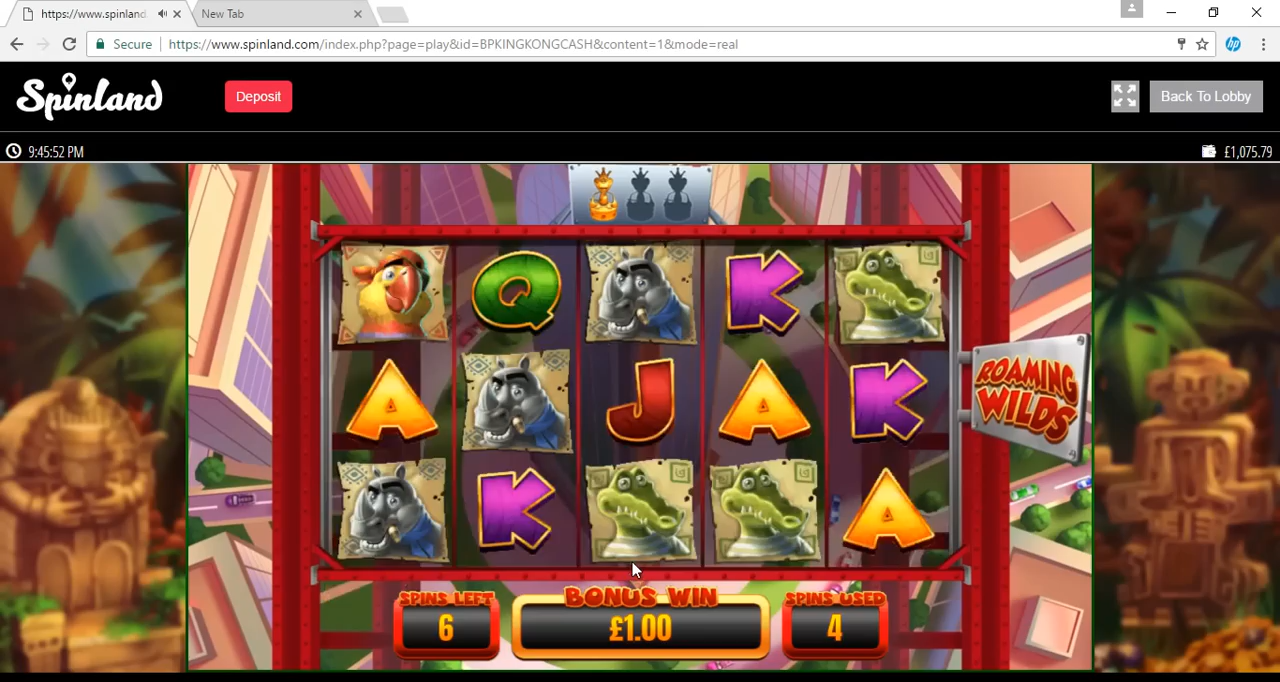 https://www.spinland.
New Tab
Secure
https://www.spinland.com/index.php?page=play&id=BPKINGKONGCASH&content=1&mode=real
hp
Spinland
Deposit
Back To Lobby
9:45:52 PM
£1,075.79
Q
K
A
J
A
K
K
A
ROAMING
WILDS
SPINS LEFT
BONUS WIN
SPINS USED
6
£1.00
4